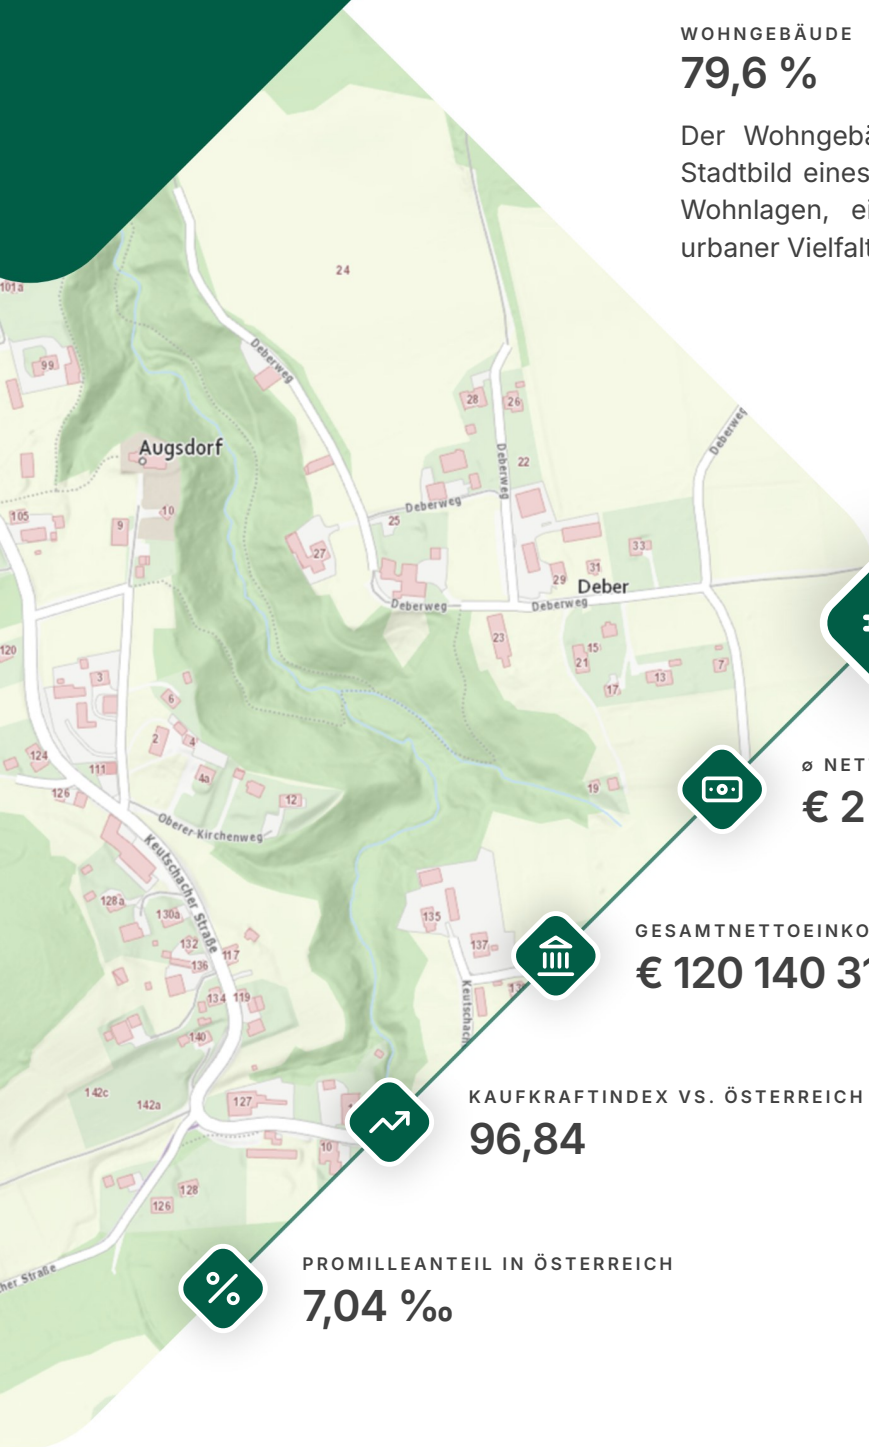 WOHNGEBÄUDE
79,6 %
Der Wohngebä
Stadtbild eines
Wohnlagen, ei
urbaner Vielfalt
101a
24
99
Deberweg
28
26
Deberweg
Augsdorf
22
Deberweg
Deberweg
105
9
10
25
27
33
31
29
Deber
Deberweg
Deberweg
23
120
15
21
3
13
7
17
6
2
4
124
111
4a
126
19
12
Ø NET
€ 2
Oberer Kirchenweg
Keutschacher Straße
128a
130a
135
132
117
137
136
GESAMTNETTOEINKO
€ 120 140 31
134
119
Keutschach
140
142c
142a
127
KAUFKRAFTINDEX VS. ÖSTERREICH
96,84
10
128
126
cher Straße
PROMILLEANTEIL IN ÖSTERREICH
7,04 ‰